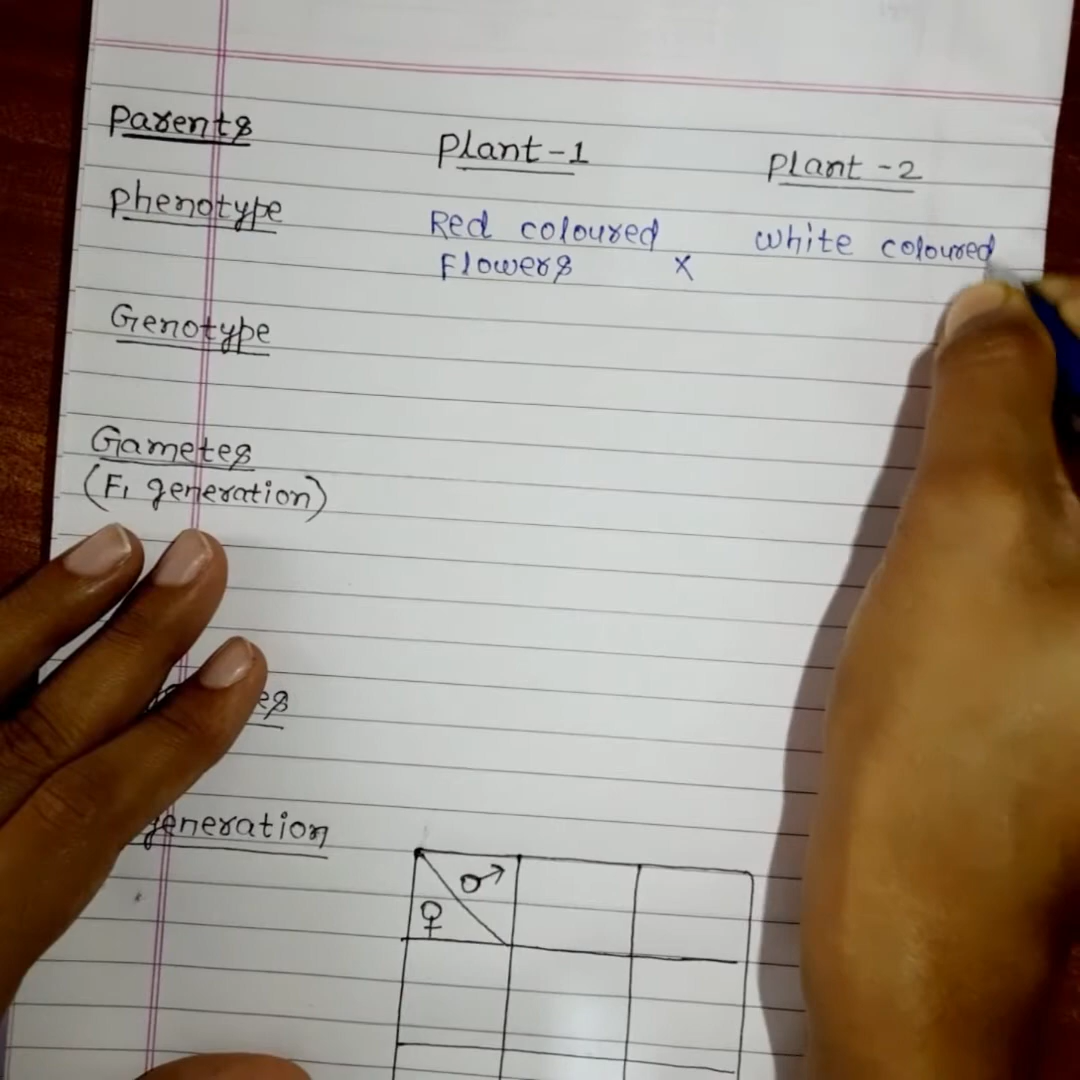 Parents Plant-1 Plant-2
Phenotype Red coloured White coloured
Flowers x
Genotype
Gametes
(F1 generation)
generation
♂
♀